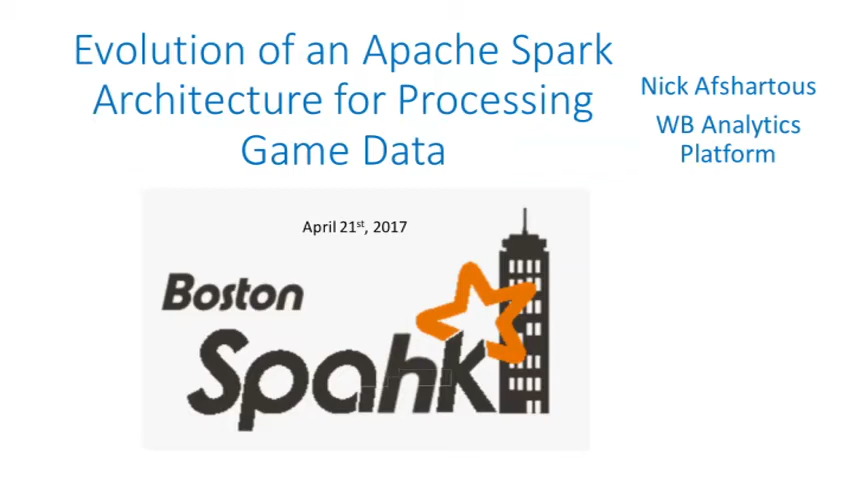 Evolution of an Apache Spark
Architecture for Processing
Game Data
Nick Afshartous
WB Analytics
Platform
April 21st, 2017
Boston
Spahk